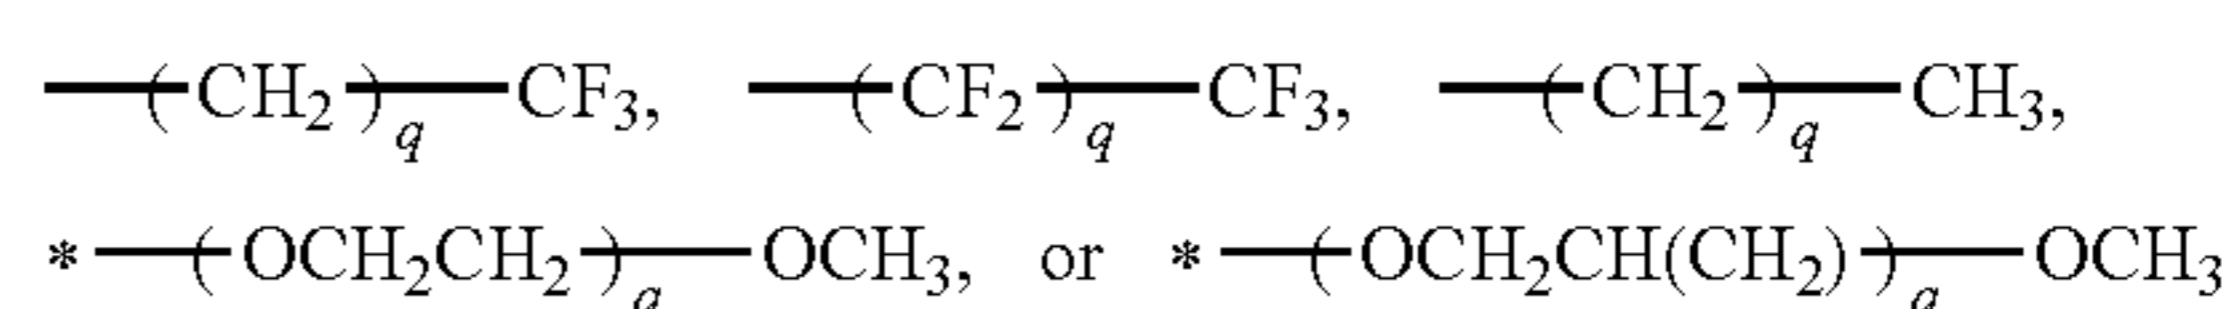 —(CH₂)q—CF₃, —(CF₂)q—CF₃, —(CH₂)q—CH₃,
*—(OCH₂CH₂)q—OCH₃, or *—(OCH₂CH(CH₂))q—OCH₃